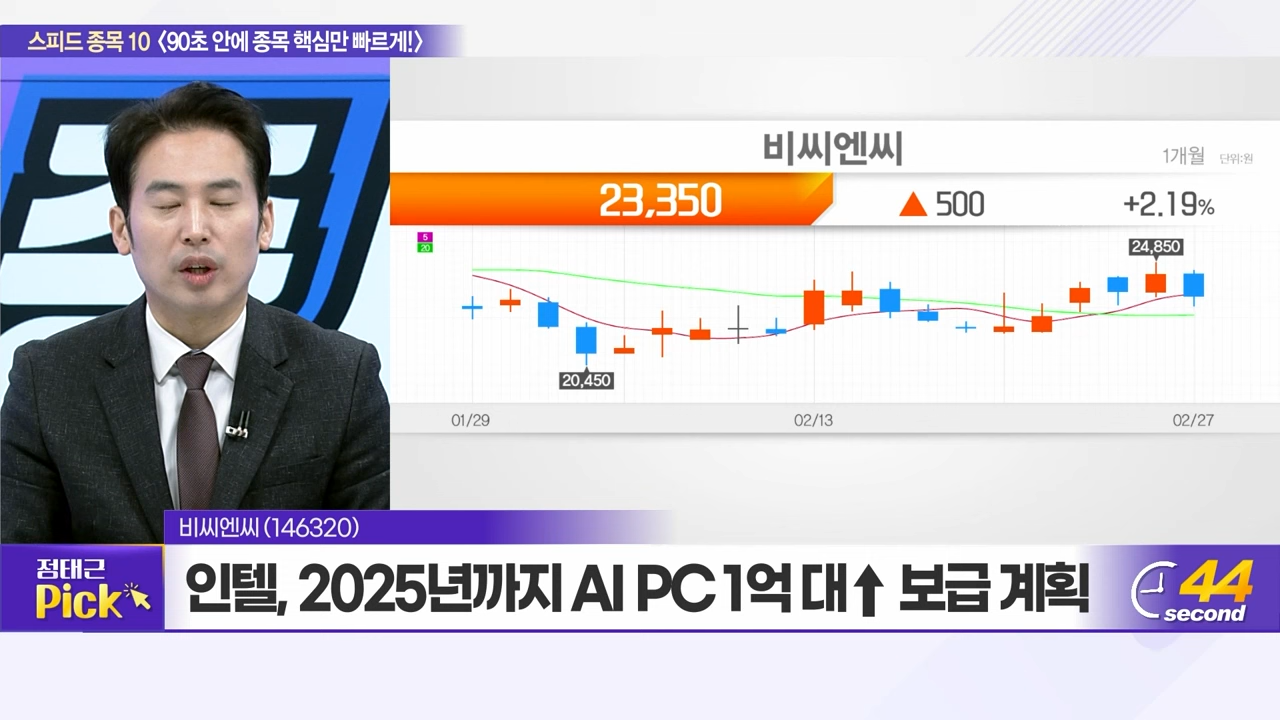 스피드 종목 10 〈90초 안에 종목 핵심만 빠르게!〉
비씨엔씨
1개월 단위:원
23,350 ▲ 500 +2.19%
5
20
24,850
20,450
01/29 02/13 02/27
비씨엔씨(146320)
정태근
Pick
인텔, 2025년까지 AI PC 1억 대↑ 보급 계획
44
second